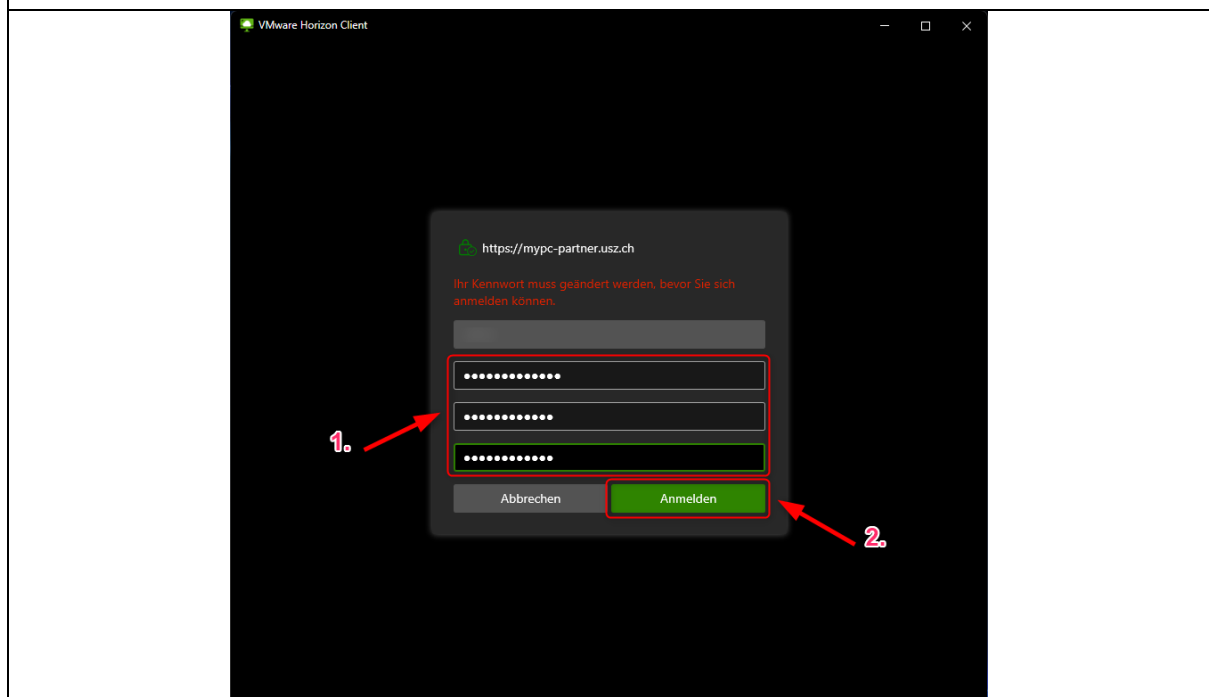 VMware Horizon Client
https://mypc-partner.usz.ch
Ihr Kennwort muss geändert werden, bevor Sie sich
anmelden können.
•••••••••••••
••••••••••••
1.
••••••••••••
Abbrechen
Anmelden
2.